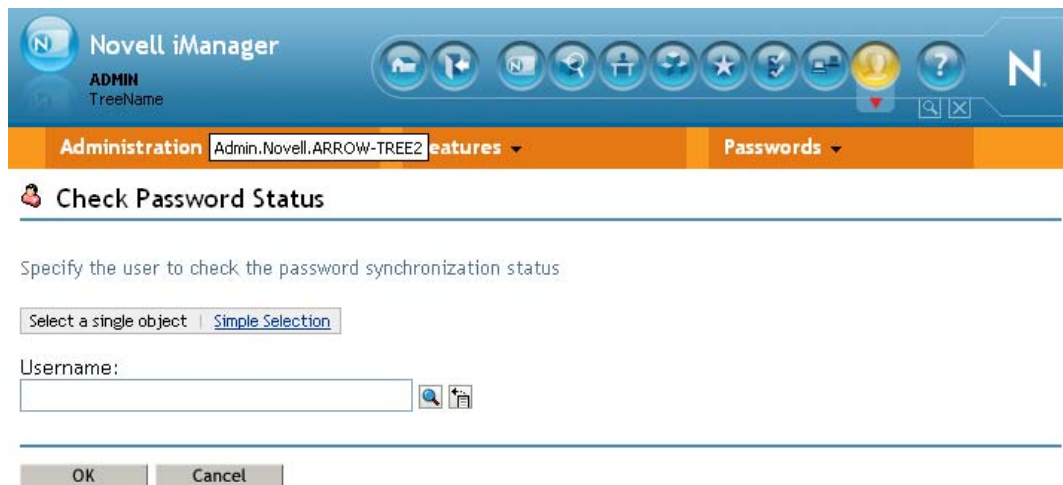 Novell iManager
ADMIN
TreeName
N
N
?
N
Administration
Admin.Novell.ARROW-TREE2
eatures
Passwords
Check Password Status
Specify the user to check the password synchronization status
Select a single object | Simple Selection
Username:
OK Cancel